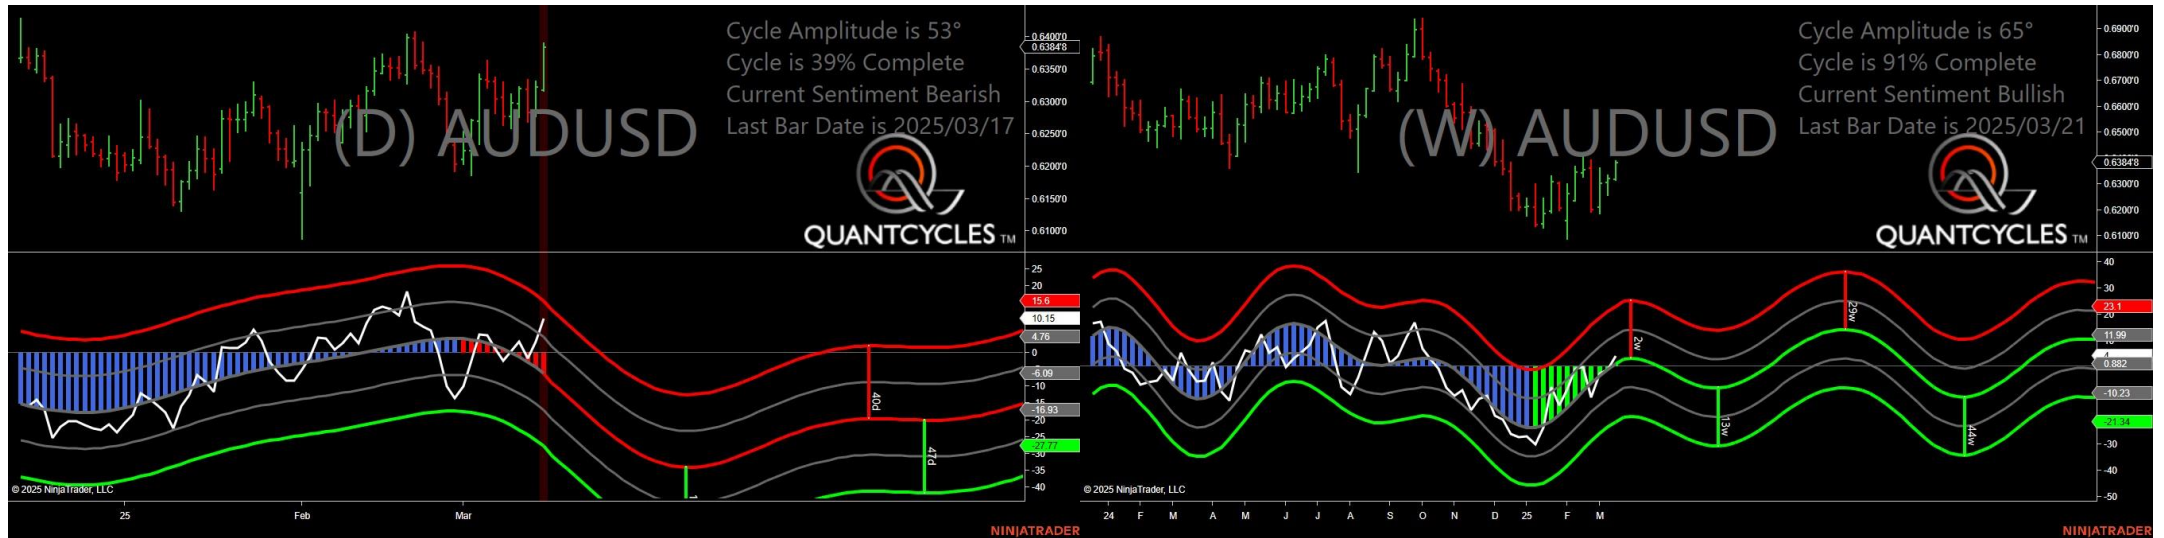 Cycle Amplitude is 53°
Cycle is 39% Complete
Current Sentiment Bearish
Last Bar Date is 2025/03/17
(D) AUDUSD
QUANTCYCLES TM
0.6400'0
0.6384'8
0.6350'0
0.6300'0
0.6250'0
0.6200'0
0.6150'0
0.6100'0
25
20
15.6
10.15
4.76
0
-6.09
-10
-15
-16.93
-20
-25
-27.77
-30
-35
-40
40d
47d
1
© 2025 NinjaTrader, LLC
25 Feb Mar
NINJATRADER
Cycle Amplitude is 65°
Cycle is 91% Complete
Current Sentiment Bullish
Last Bar Date is 2025/03/21
(W) AUDUSD
QUANTCYCLES TM
0.6900'0
0.6800'0
0.6700'0
0.6600'0
0.6500'0
0.6384'8
0.6300'0
0.6200'0
0.6100'0
40
30
23.1
20
11.99
4
0.882
-10.23
-21.34
-30
-40
-50
2w
13w
29w
44w
© 2025 NinjaTrader, LLC
24 F M A M J J A S O N D 25 F M
NINJATRADER